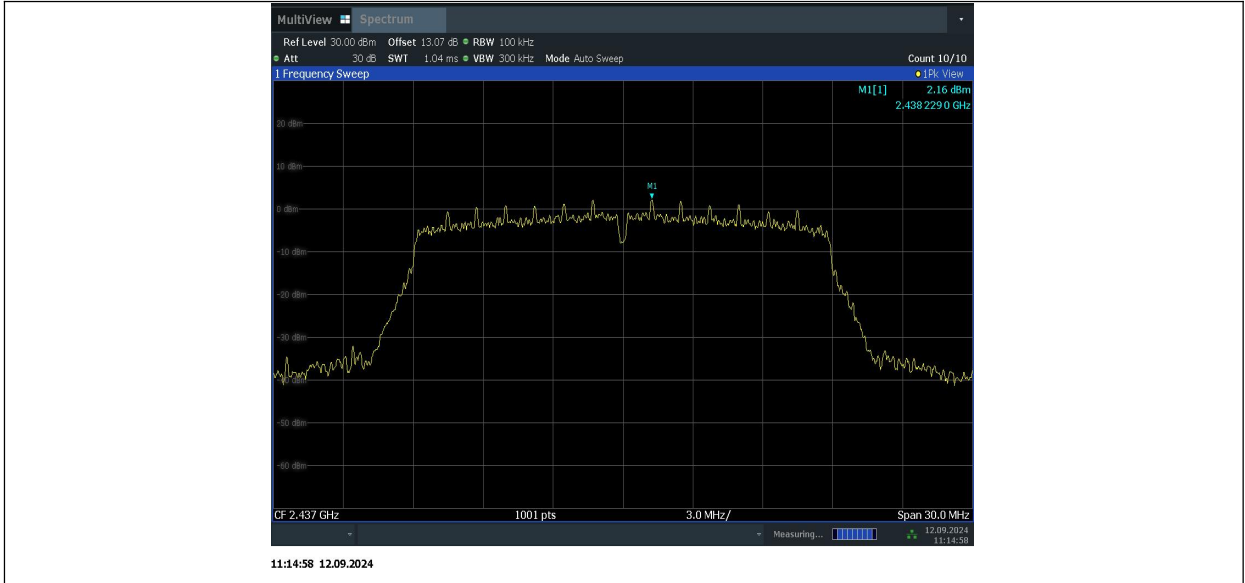 MultiView Spectrum
Ref Level 30.00 dBm Offset 13.07 dB RBW 100 kHz
Att 30 dB SWT 1.04 ms VBW 300 kHz Mode Auto Sweep Count 10/10
1 Frequency Sweep 1Pk View
M1[1] 2.16 dBm
2.438 229 0 GHz
20 dBm
10 dBm
M1
0 dBm
-10 dBm
-20 dBm
-30 dBm
-40 dBm
-50 dBm
-60 dBm
CF 2.437 GHz 1001 pts 3.0 MHz/ Span 30.0 MHz
Measuring... 12.09.2024
11:14:58
11:14:58 12.09.2024